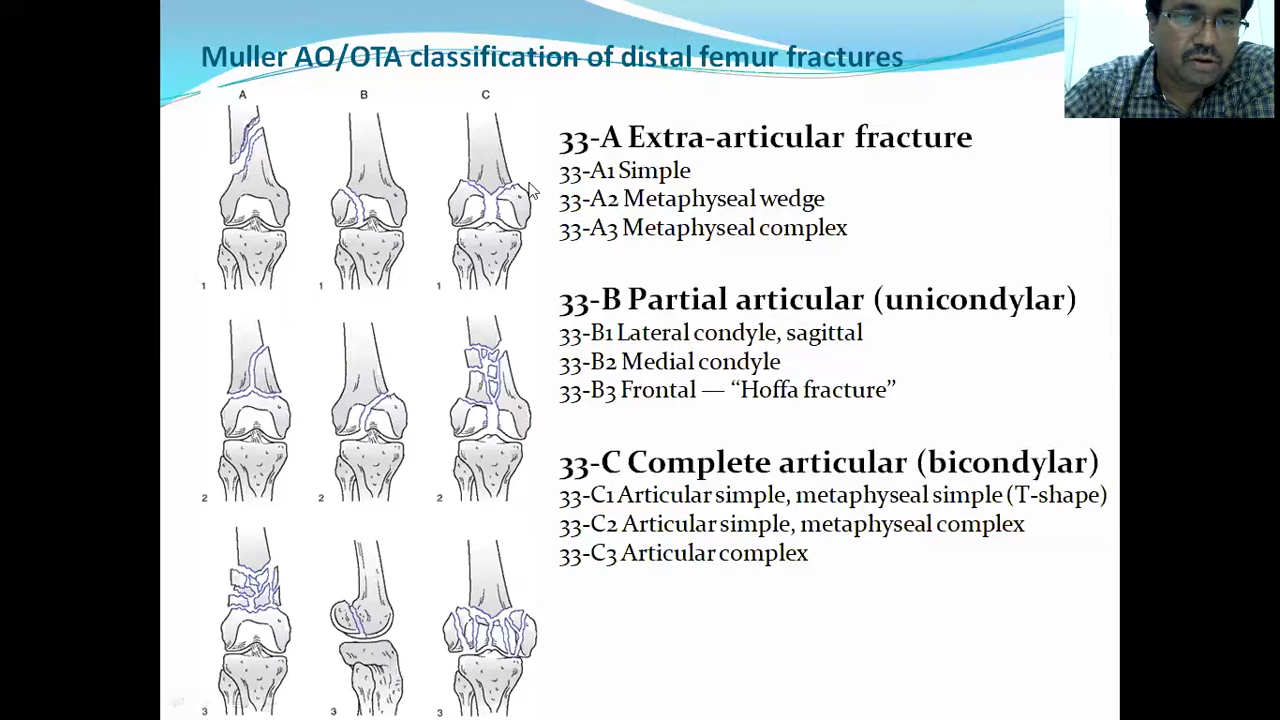 Muller AO/OTA classification of distal femur fractures
A B C
33-A Extra-articular fracture
33-A1 Simple
33-A2 Metaphyseal wedge
33-A3 Metaphyseal complex
1 1 1
33-B Partial articular (unicondylar)
33-B1 Lateral condyle, sagittal
33-B2 Medial condyle
33-B3 Frontal — “Hoffa fracture”
33-C Complete articular (bicondylar)
33-C1 Articular simple, metaphyseal simple (T-shape)
2 2 2
33-C2 Articular simple, metaphyseal complex
33-C3 Articular complex
3 3 3